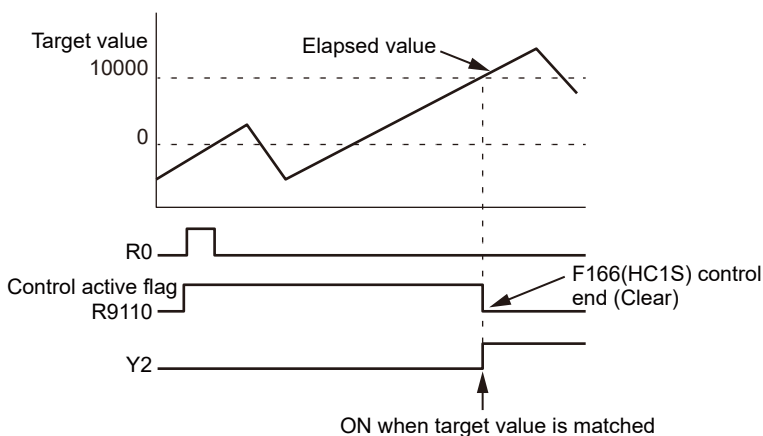 Target value
10000
Elapsed value
0
R0
Control active flag
R9110
F166(HC1S) control
end (Clear)
Y2
ON when target value is matched